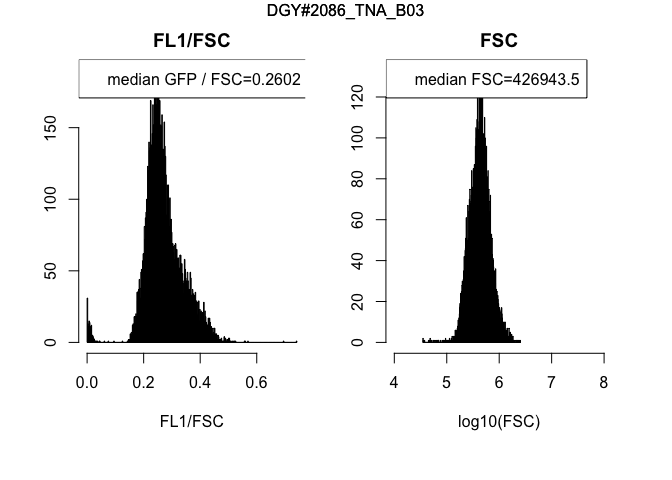 DGY#2086_TNA_B03
FL1/FSC
median GFP / FSC=0.2602
150
100
50
0
0.0 0.2 0.4 0.6
FL1/FSC
FSC
median FSC=426943.5
120
100
80
60
40
20
0
4 5 6 7 8
log10(FSC)